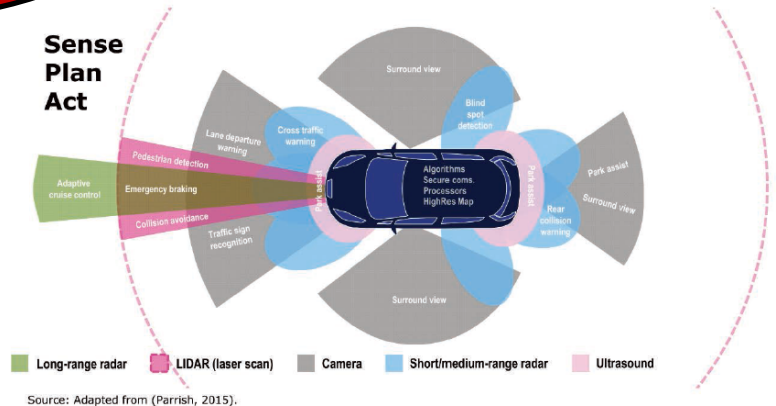 Sense
Plan
Act
Surround view
Blind
spot
detection
Lane departure
warning
Cross traffic
warning
Pedestrian detection
Adaptive
cruise control
Emergency braking
Collision avoidance
Traffic sign
recognition
Park assist
Algorithms
Secure coms.
Processors
HighRes Map
Park assist
Park assist
Surround view
Rear
collision
warning
Surround view
Long-range radar
LIDAR (laser scan)
Camera
Short/medium-range radar
Ultrasound
Source: Adapted from (Parrish, 2015).